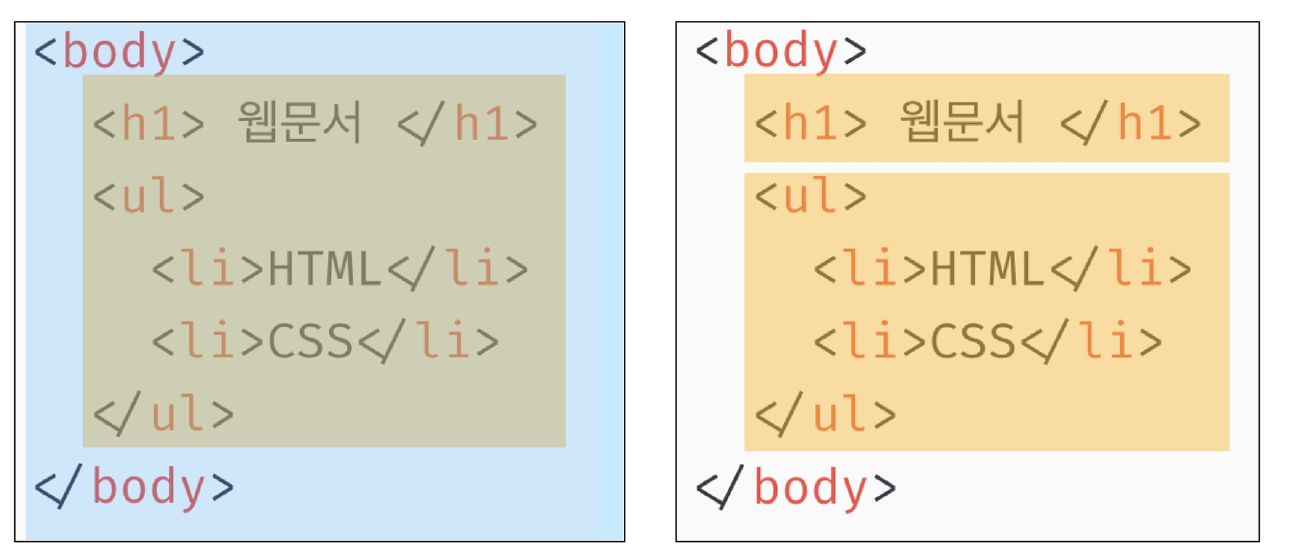 <body>
<h1> 웹문서 </h1>
<ul>
<li>HTML</li>
<li>CSS</li>
</ul>
</body>
<body>
<h1> 웹문서 </h1>
<ul>
<li>HTML</li>
<li>CSS</li>
</ul>
</body>